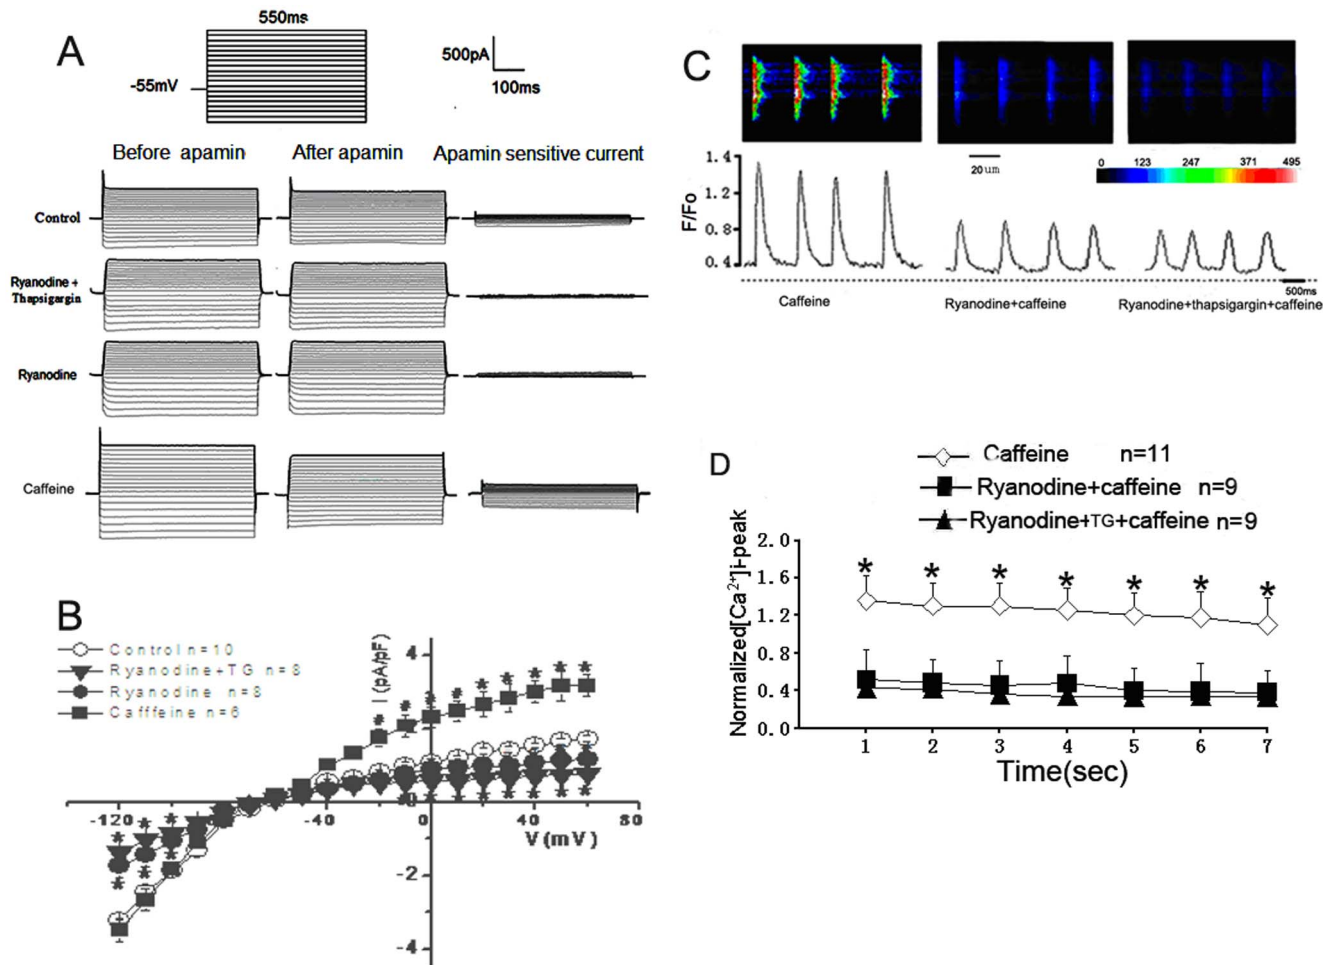 A
550ms
-55mV
500pA
100ms
Before apamin
After apamin
Apamin sensitive current
Control
Ryanodine +
Thapsigargin
Ryanodine
Caffeine
B
Control n=10
Ryanodine+TG n=8
Ryanodine n=8
Cafffeine n=6
I (pA/pF)
4
-120
-40
0
40
80
V (mV)
-2
-4
C
20 um
0 123 247 371 495
F/Fo
1.4
1.2
0.8
0.4
500ms
Caffeine
Ryanodine+caffeine
Ryanodine+thapsigargin+caffeine
D
Caffeine n=11
Ryanodine+caffeine n=9
Ryanodine+TG+caffeine n=9
Normalized[Ca2+]i-peak
2.0
1.6
1.2
0.8
0.4
0.0
* * * * * * *
1 2 3 4 5 6 7
Time(sec)